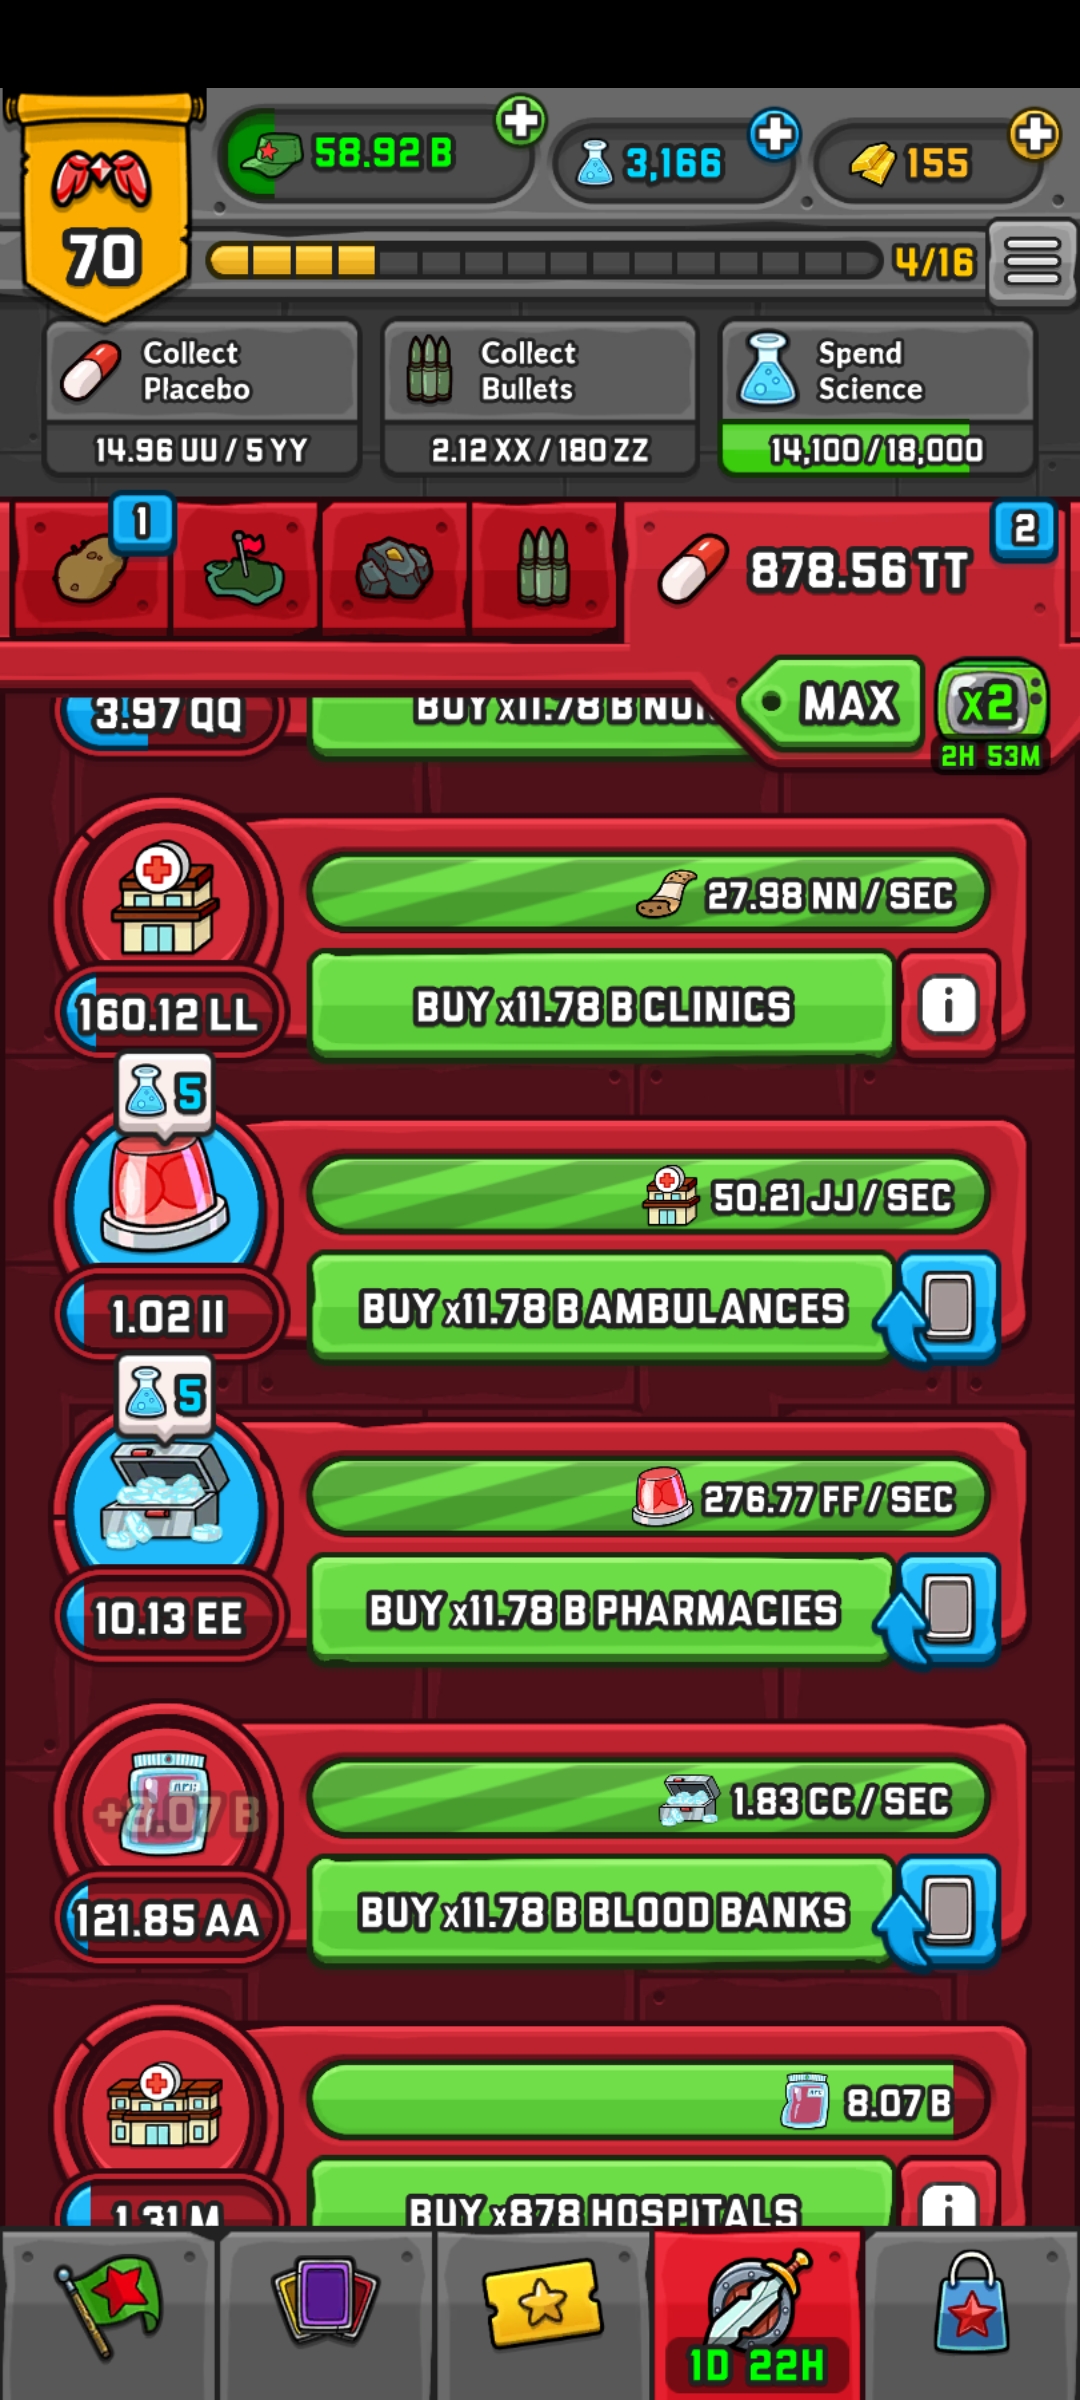 58.92 B
3,166
155
70
4/16
Collect Placebo
14.96 UU / 5 YY
Collect Bullets
2.12 XX / 180 ZZ
Spend Science
14,100 / 18,000
1
878.56 TT
2
MAX
x2
2H 53M
3.97 QQ
BUY x11.78 B
27.98 NN / SEC
160.12 LL
BUY x11.78 B CLINICS
5
50.21 JJ / SEC
1.02 II
BUY x11.78 B AMBULANCES
5
276.77 FF / SEC
10.13 EE
BUY x11.78 B PHARMACIES
+8.07 B
1.83 CC / SEC
121.85 AA
BUY x11.78 B BLOOD BANKS
8.07 B
1.31 M
BUY x878 HOSPITALS
1D 22H